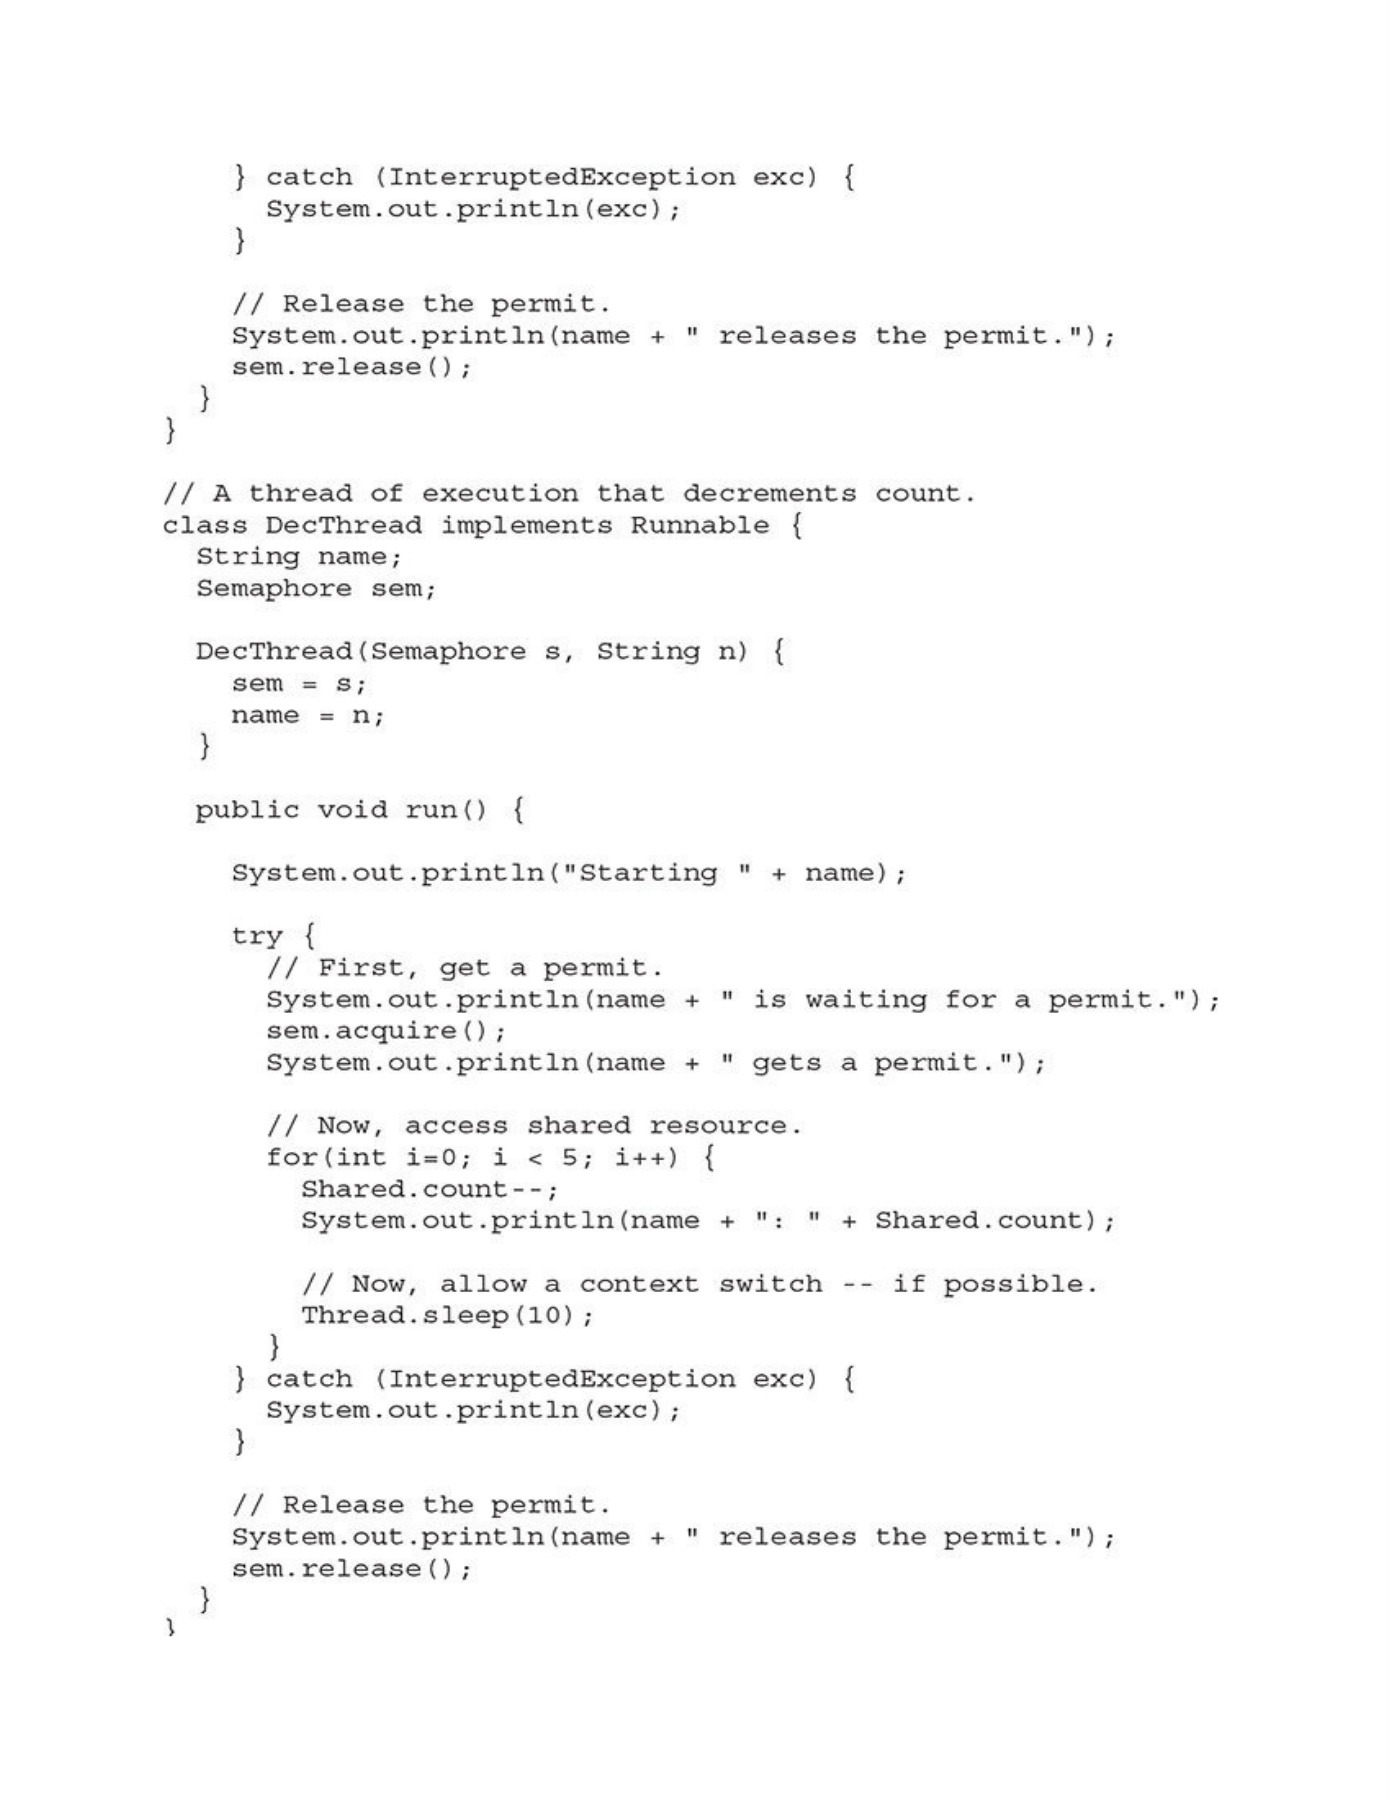 } catch (InterruptedException exc) {
System.out.println(exc);
}
// Release the permit.
System.out.println(name + " releases the permit.");
sem.release();
}
}
// A thread of execution that decrements count.
class DecThread implements Runnable {
String name;
Semaphore sem;
DecThread(Semaphore s, String n) {
sem = s;
name = n;
}
public void run() {
System.out.println("Starting " + name);
try {
// First, get a permit.
System.out.println(name + " is waiting for a permit.");
sem.acquire();
System.out.println(name + " gets a permit.");
// Now, access shared resource.
for(int i=0; i < 5; i++) {
Shared.count--;
System.out.println(name + ": " + Shared.count);
// Now, allow a context switch -- if possible.
Thread.sleep(10);
}
} catch (InterruptedException exc) {
System.out.println(exc);
}
// Release the permit.
System.out.println(name + " releases the permit.");
sem.release();
}
}